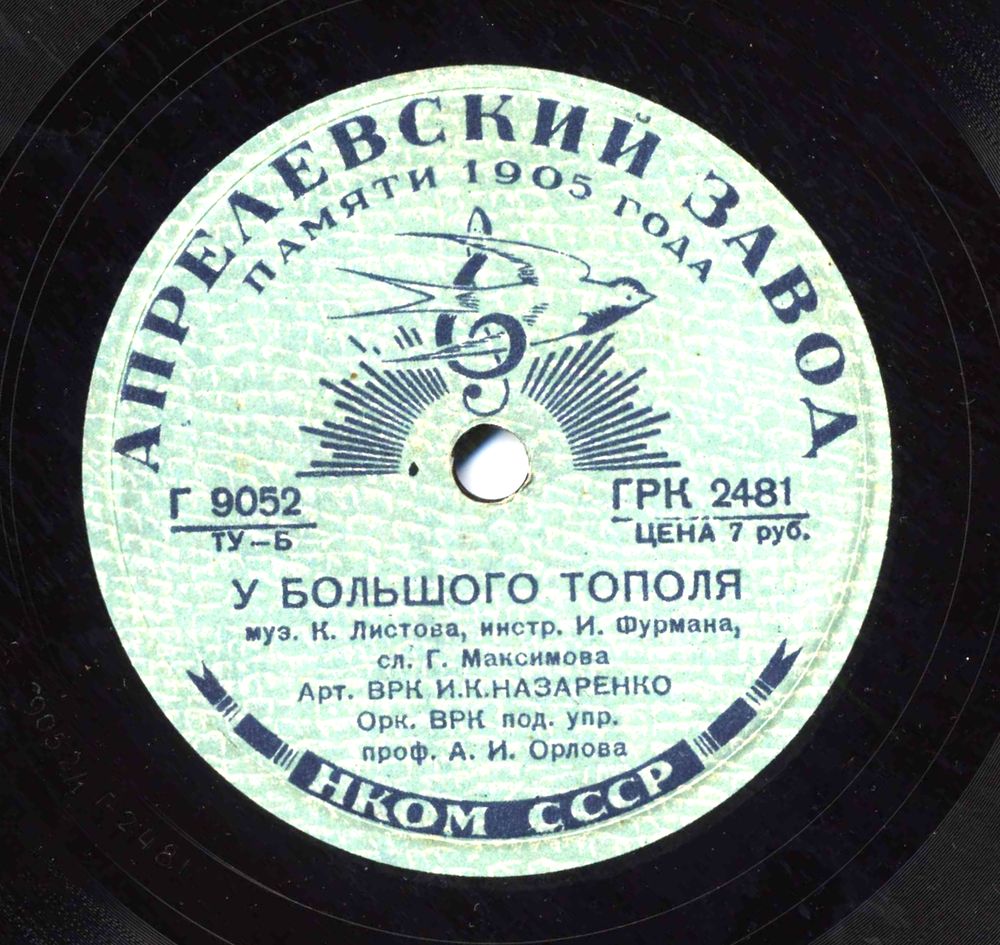 АПРЕЛЕВСКИЙ ЗАВОД
ПАМЯТИ 1905 ГОДА
Г 9052
ТУ—Б
ГРК 2481
ЦЕНА 7 руб.
У БОЛЬШОГО ТОПОЛЯ
муз. К. Листова, инстр. И. Фурмана,
сл. Г. Максимова
Арт. ВРК И.К.НАЗАРЕНКО
Орк. ВРК под. упр.
проф. А. И. Орлова
НКОМ СССР